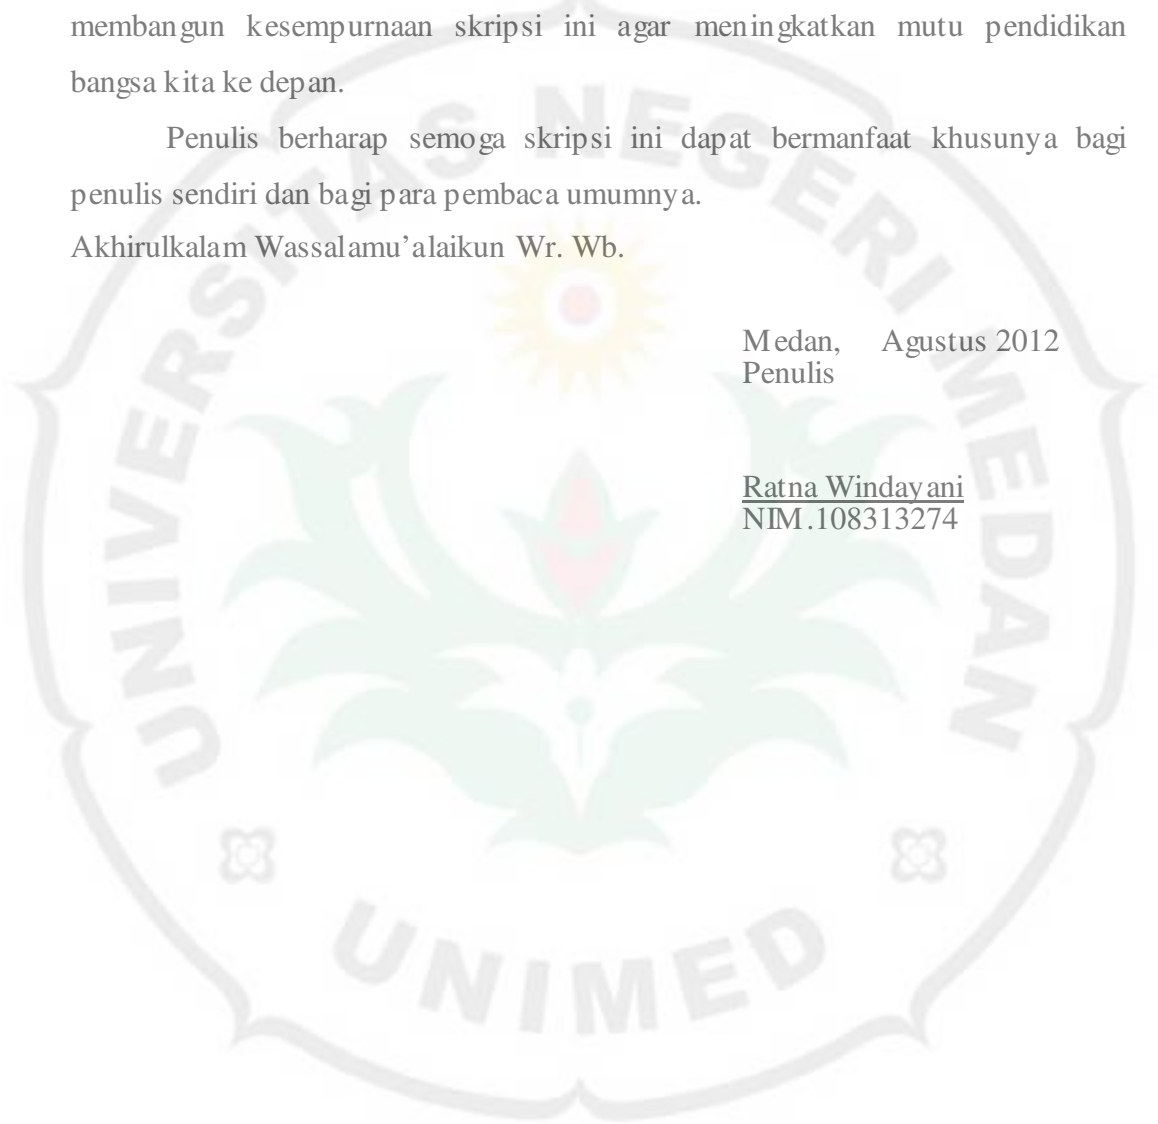 membangun kesempurnaan skripsi ini agar meningkatkan mutu pendidikan
bangsa kita ke depan.
Penulis berharap semoga skripsi ini dapat bermanfaat khusunya bagi
penulis sendiri dan bagi para pembaca umumnya.
Akhirulkalam Wassalamu’alaikun Wr. Wb.
Medan, Agustus 2012
Penulis
Ratna Windayani
NIM.108313274
UNIVERSITAS NEGERI MEDAN
UNIMED